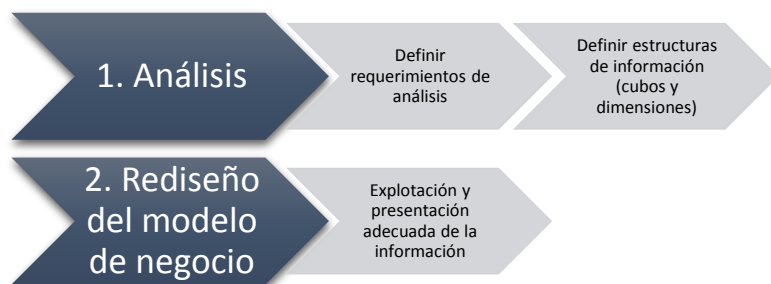 1. Análisis
Definir
requerimientos de
análisis
Definir estructuras
de información
(cubos y
dimensiones)
2. Rediseño
del modelo
de negocio
Explotación y
presentación
adecuada de la
información